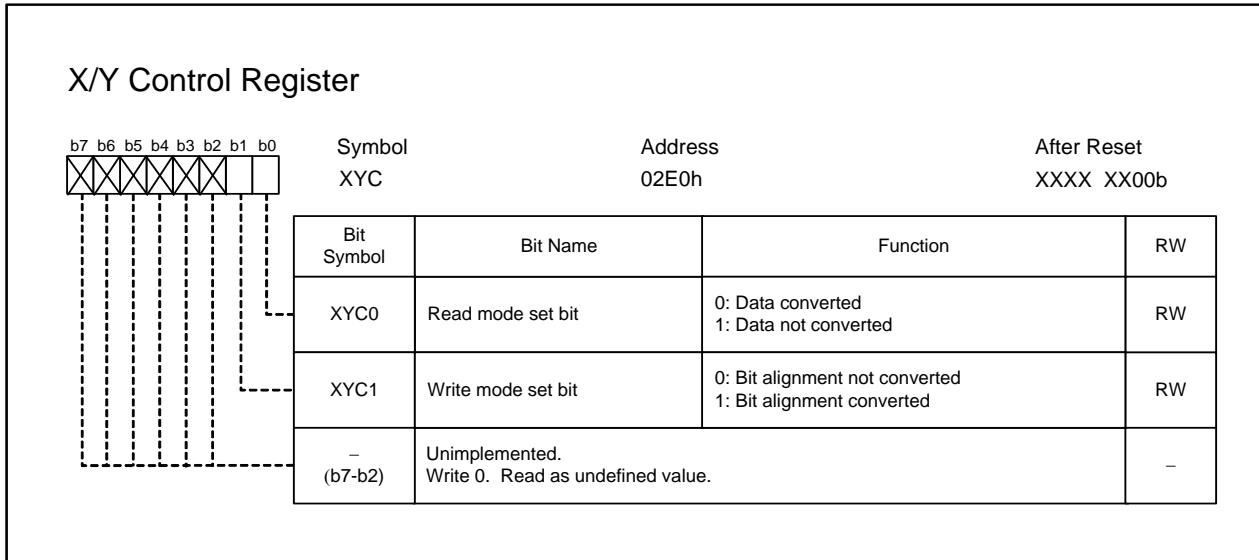 X/Y Control Register
b7 b6 b5 b4 b3 b2 b1 b0
Symbol Address After Reset
XYC 02E0h XXXX XX00b
Bit Symbol Bit Name Function RW
XYC0 Read mode set bit 0: Data converted
1: Data not converted RW
XYC1 Write mode set bit 0: Bit alignment not converted
1: Bit alignment converted RW
–
(b7-b2) Unimplemented.
Write 0. Read as undefined value. –